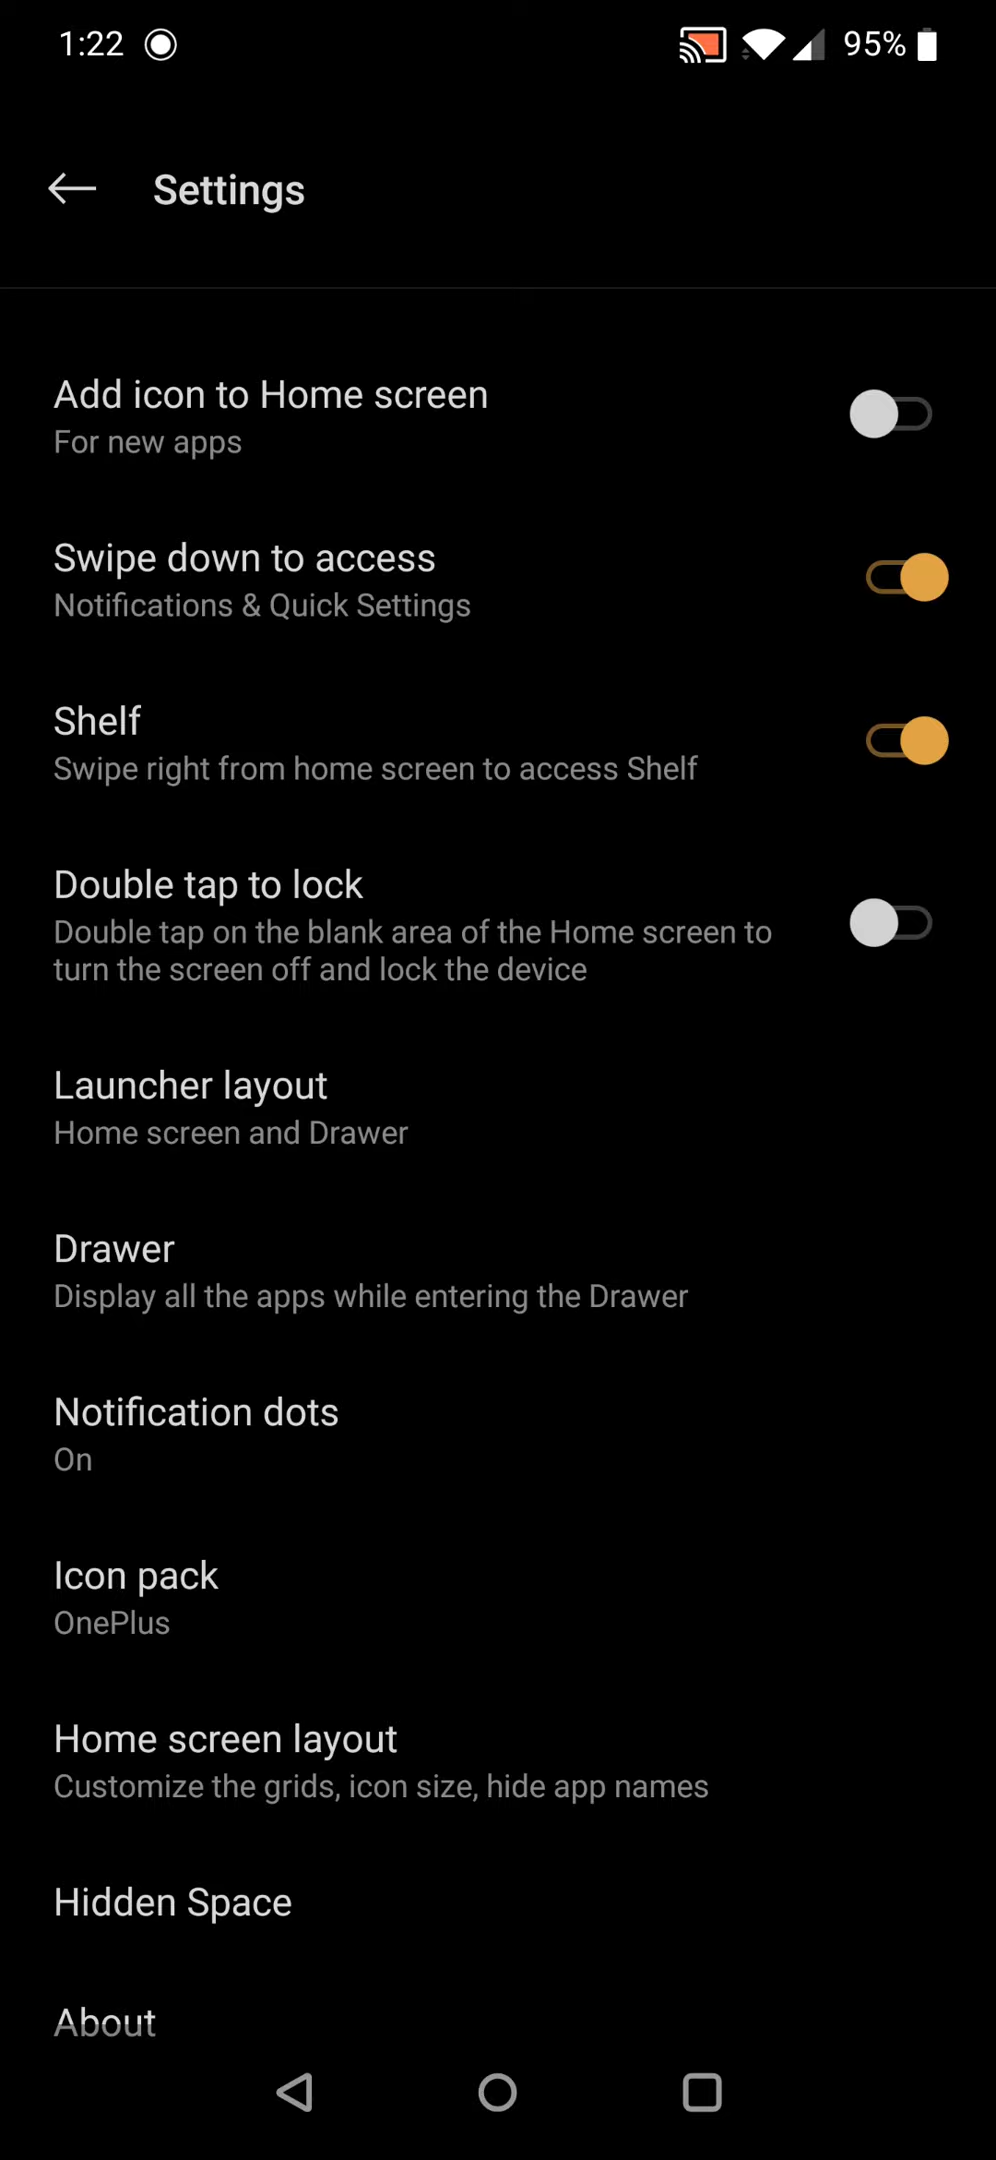 1:22
95%
Settings
Add icon to Home screen
For new apps
Swipe down to access
Notifications & Quick Settings
Shelf
Swipe right from home screen to access Shelf
Double tap to lock
Double tap on the blank area of the Home screen to
turn the screen off and lock the device
Launcher layout
Home screen and Drawer
Drawer
Display all the apps while entering the Drawer
Notification dots
On
Icon pack
OnePlus
Home screen layout
Customize the grids, icon size, hide app names
Hidden Space
About